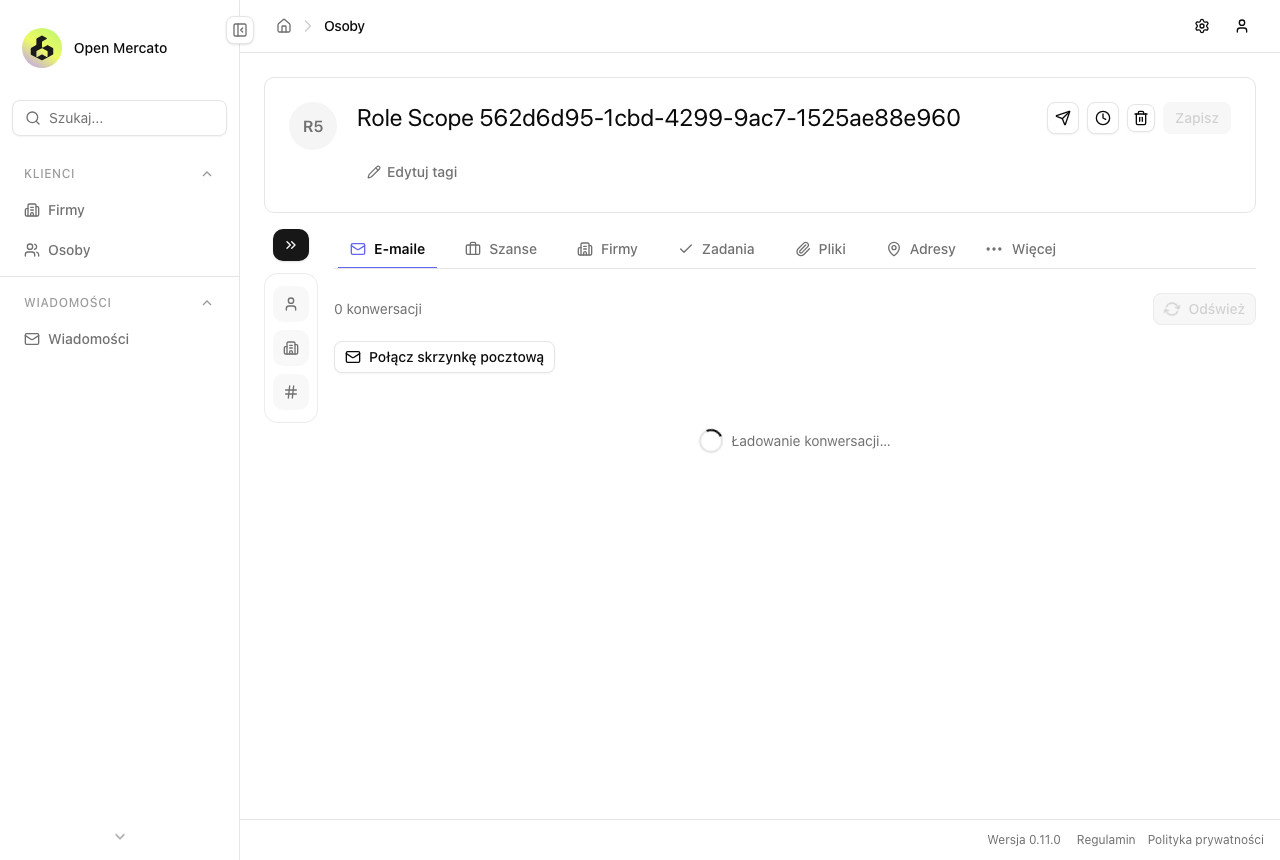 Open Mercato
Osoby
Szukaj...
KLIENCI
Firmy
Osoby
WIADOMOŚCI
Wiadomości
R5
Role Scope 562d6d95-1cbd-4299-9ac7-1525ae88e960
Zapisz
Edytuj tagi
E-maile
Szanse
Firmy
Zadania
Pliki
Adresy
Więcej
0 konwersacji
Odśwież
Połącz skrzynkę pocztową
Ładowanie konwersacji...
Wersja 0.11.0
Regulamin
Polityka prywatności